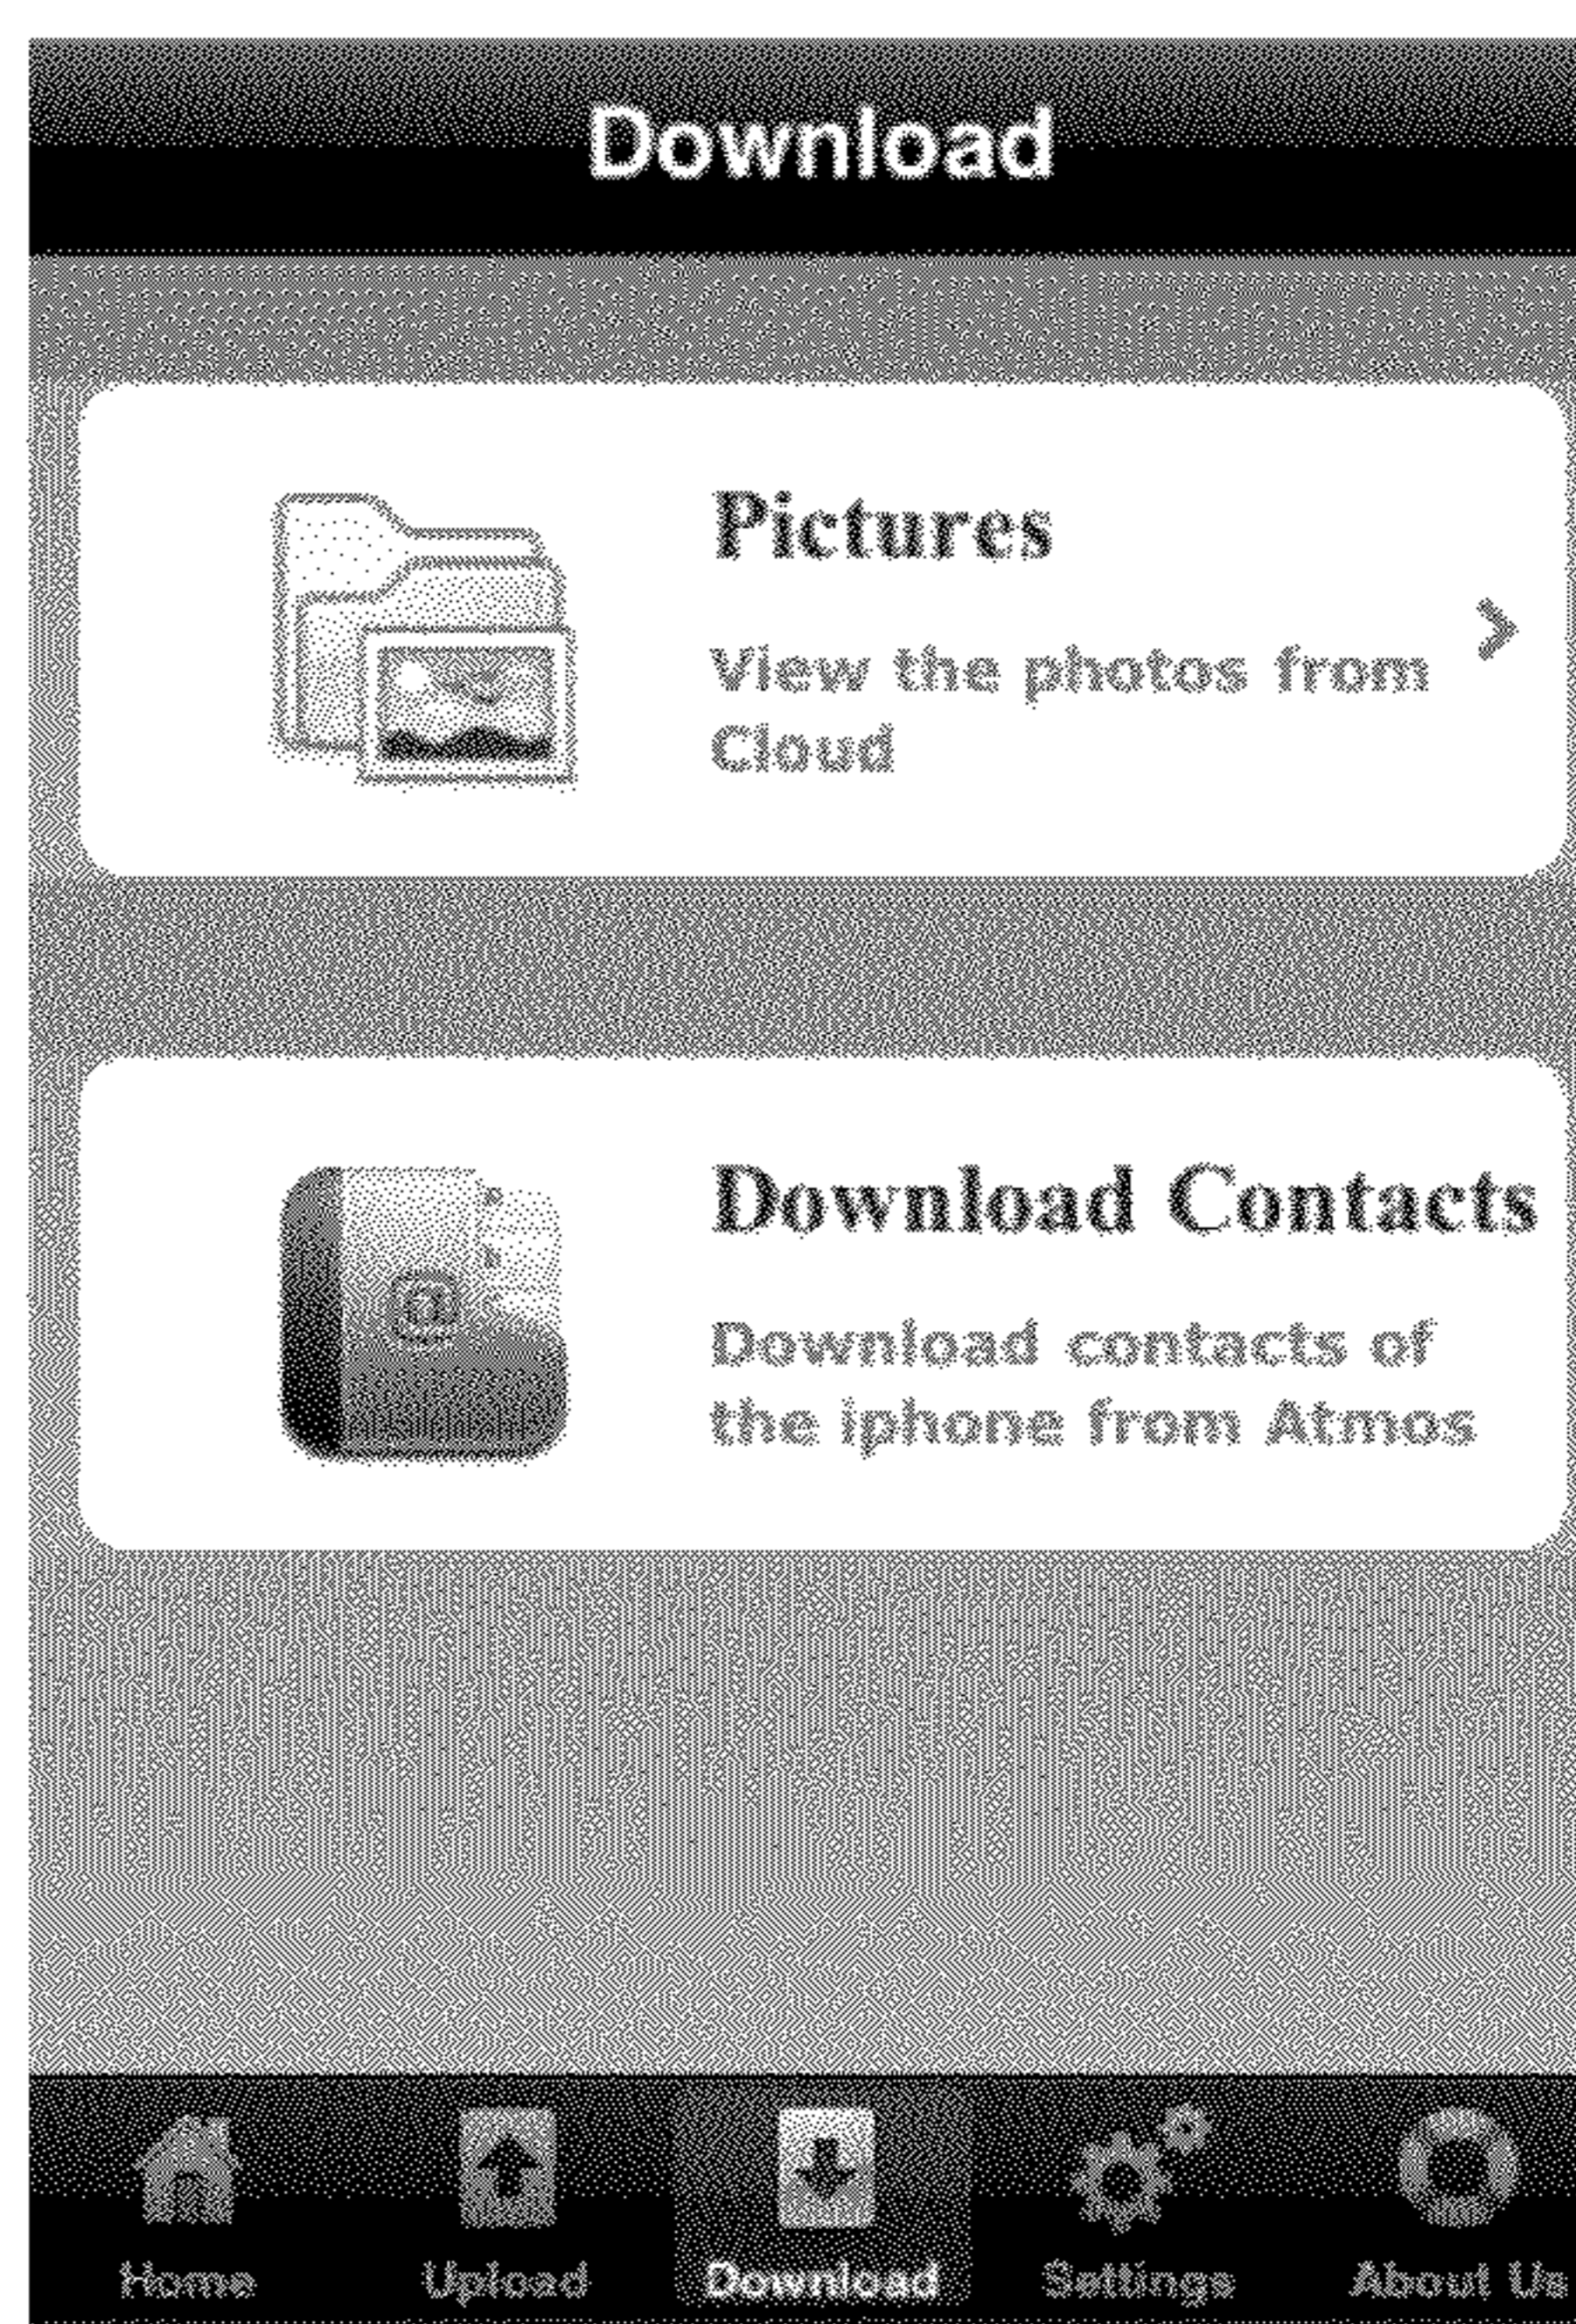 Download
Pictures
View the photos from
Cloud
Download Contacts
Download contacts of
the iphone from Atmos
Home Upload Download Settings About Us